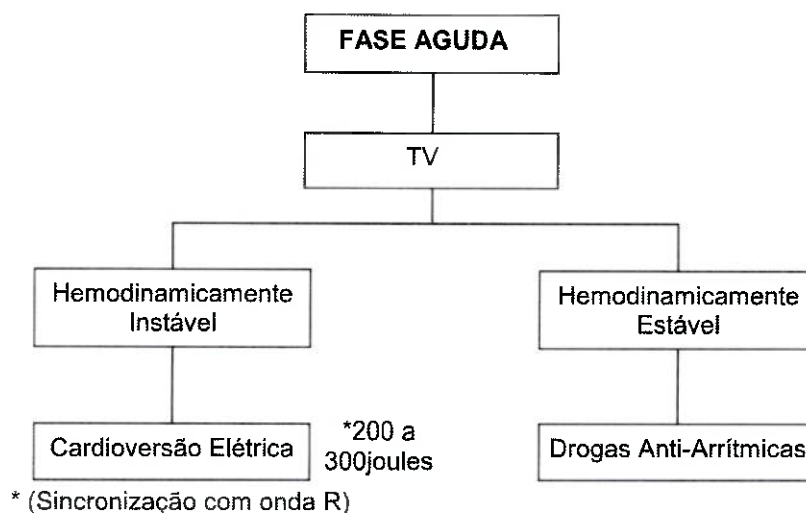 FASE AGUDA
TV
Hemodinamicamente
Instável
Hemodinamicamente
Estável
Cardioversão Elétrica
*200 a
300joules
Drogas Anti-Arrítmicas
* (Sincronização com onda R)